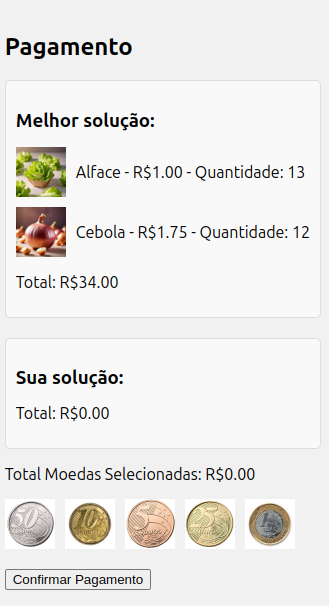 Pagamento
Melhor solução:
Alface - R$1.00 - Quantidade: 13
Cebola - R$1.75 - Quantidade: 12
Total: R$34.00
Sua solução:
Total: R$0.00
Total Moedas Selecionadas: R$0.00
50 10 5 25 1
Confirmar Pagamento